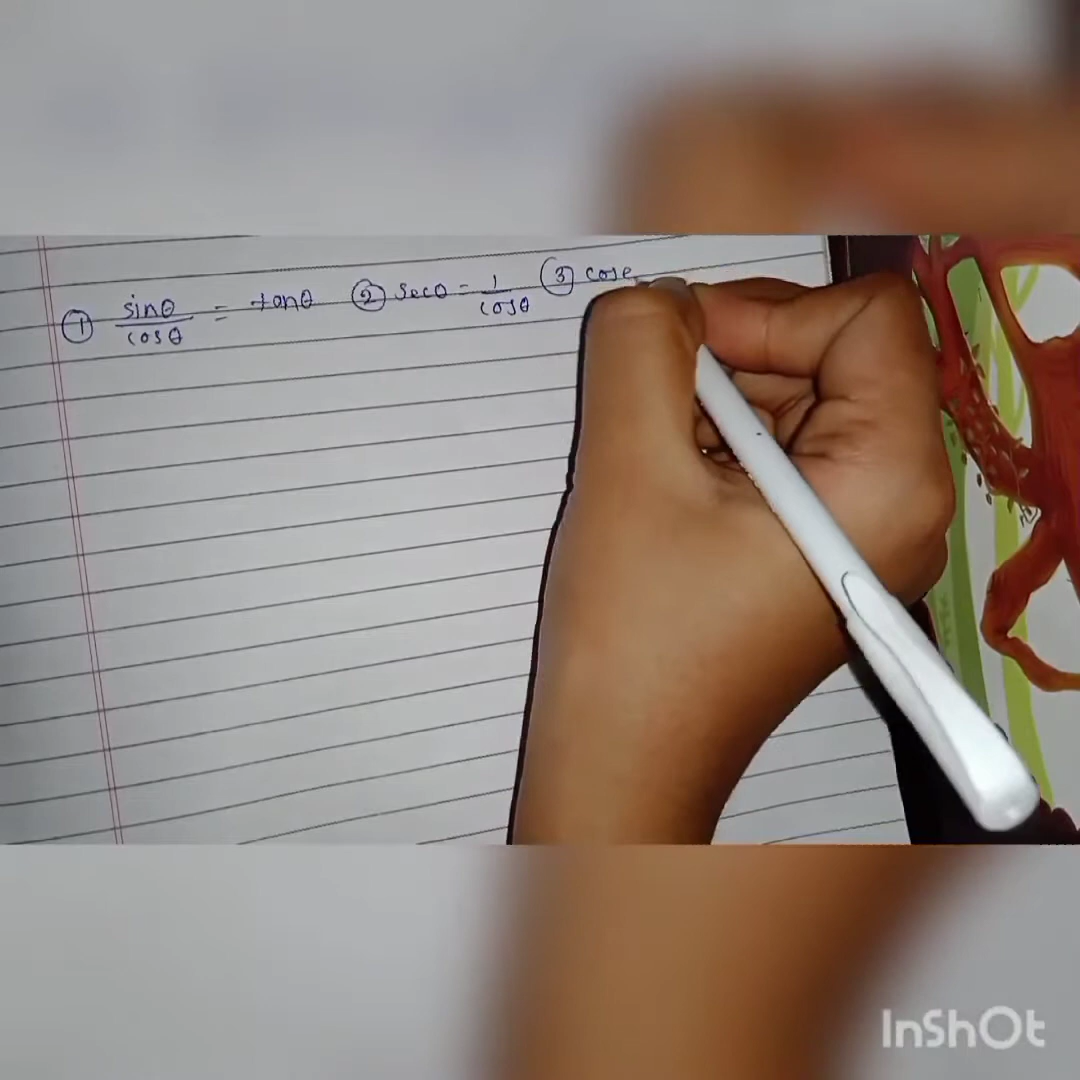 ① sinθ/cosθ = tanθ ② secθ = 1/cosθ ③ cose
InShOt